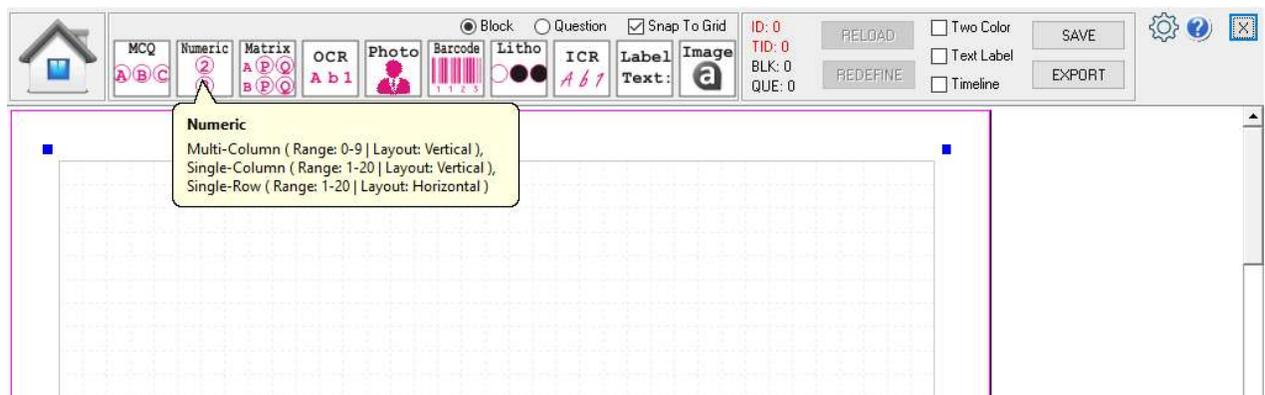 Block Question Snap To Grid
MCQ
A B C
Numeric
2
Matrix
A P Q
B P Q
OCR
A b 1
Photo
Barcode
1 1 2 3
Litho
ICR
A b 1
Label
Text:
Image
a
ID: 0
TID: 0
BLK: 0
QUE: 0
RELOAD
REDEFINE
Two Color
Text Label
Timeline
SAVE
EXPORT
?
X
Numeric
Multi-Column ( Range: 0-9 | Layout: Vertical ),
Single-Column ( Range: 1-20 | Layout: Vertical ),
Single-Row ( Range: 1-20 | Layout: Horizontal )